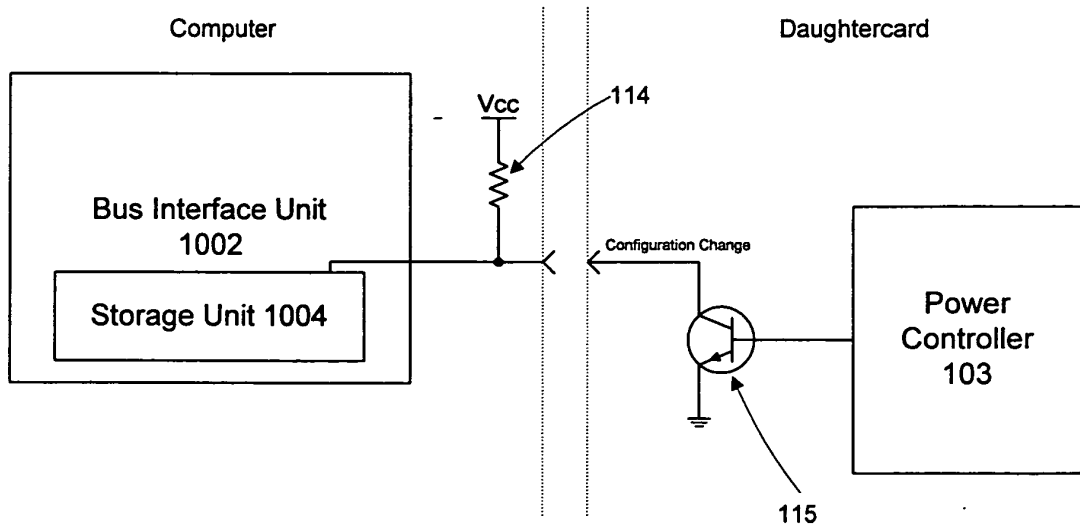 Computer
Daughtercard
114
Vcc
Bus Interface Unit
1002
Configuration Change
Storage Unit 1004
Power
Controller
103
115